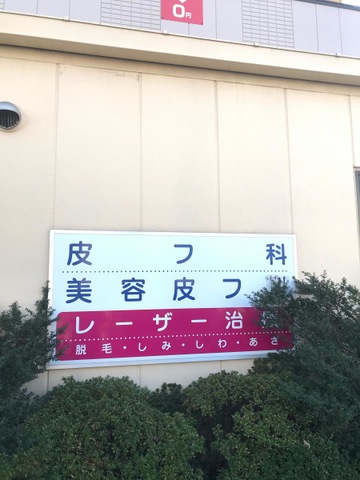 0円
皮フ科
美容皮フ
レーザー治
脱毛・しみ・しわ・あざ